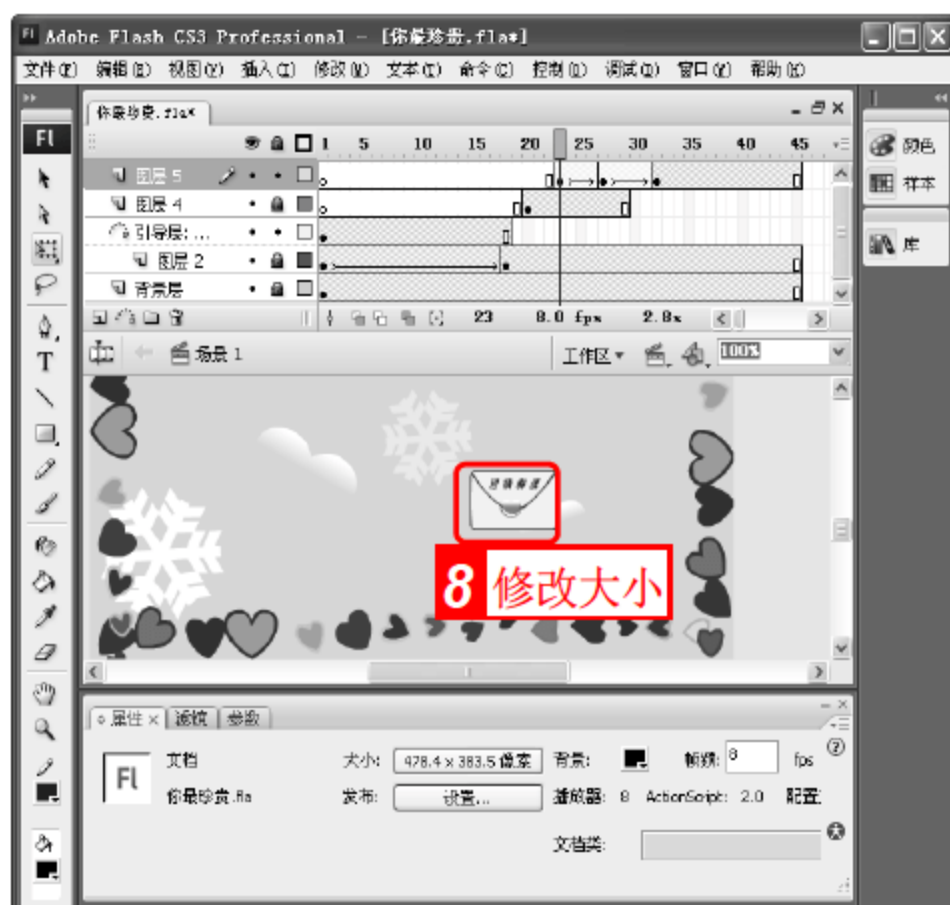 Adobe Flash CS3 Professional - [你最珍贵.fla*]
文件(F) 编辑(E) 视图(V) 插入(I) 修改(M) 文本(T) 命令(C) 控制(O) 调试(D) 窗口(W) 帮助(H)
你最珍贵.fla*
Fl
1 5 10 15 20 25 30 35 40 45
图层 5
图层 4
引导层: ...
图层 2
背景层
23 8.0 fps 2.8s
场景 1
工作区
100%
颜色
样本
库
8 修改大小
属性 × 滤镜 参数
Fl
文档
大小: 478.4 x 383.5 像素
背景:
帧频: 8 fps
你最珍贵.fla
发布: 设置...
播放器: 8 ActionScript: 2.0 配置:
文档类: